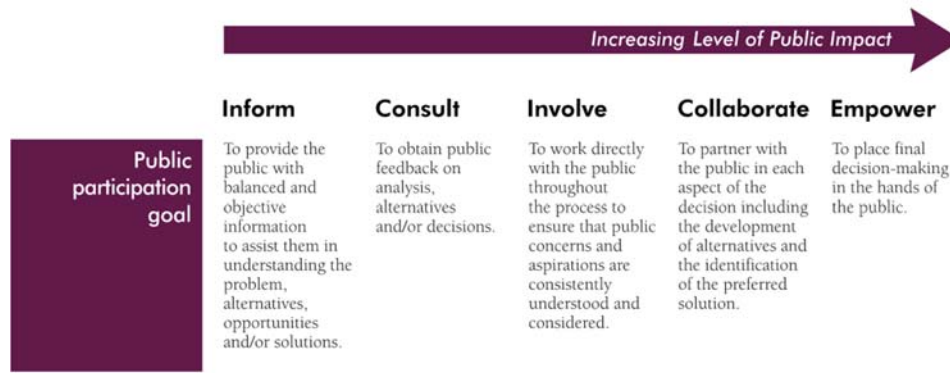 Increasing Level of Public Impact
Inform
Consult
Involve
Collaborate
Empower
Public
participation
goal
To provide the
public with
balanced and
objective
information
to assist them in
understanding the
problem,
alternatives,
opportunities
and/or solutions.
To obtain public
feedback on
analysis,
alternatives
and/or decisions.
To work directly
with the public
throughout
the process to
ensure that public
concerns and
aspirations are
consistently
understood and
considered.
To partner with
the public in each
aspect of the
decision including
the development
of alternatives and
the identification
of the preferred
solution.
To place final
decision-making
in the hands of
the public.